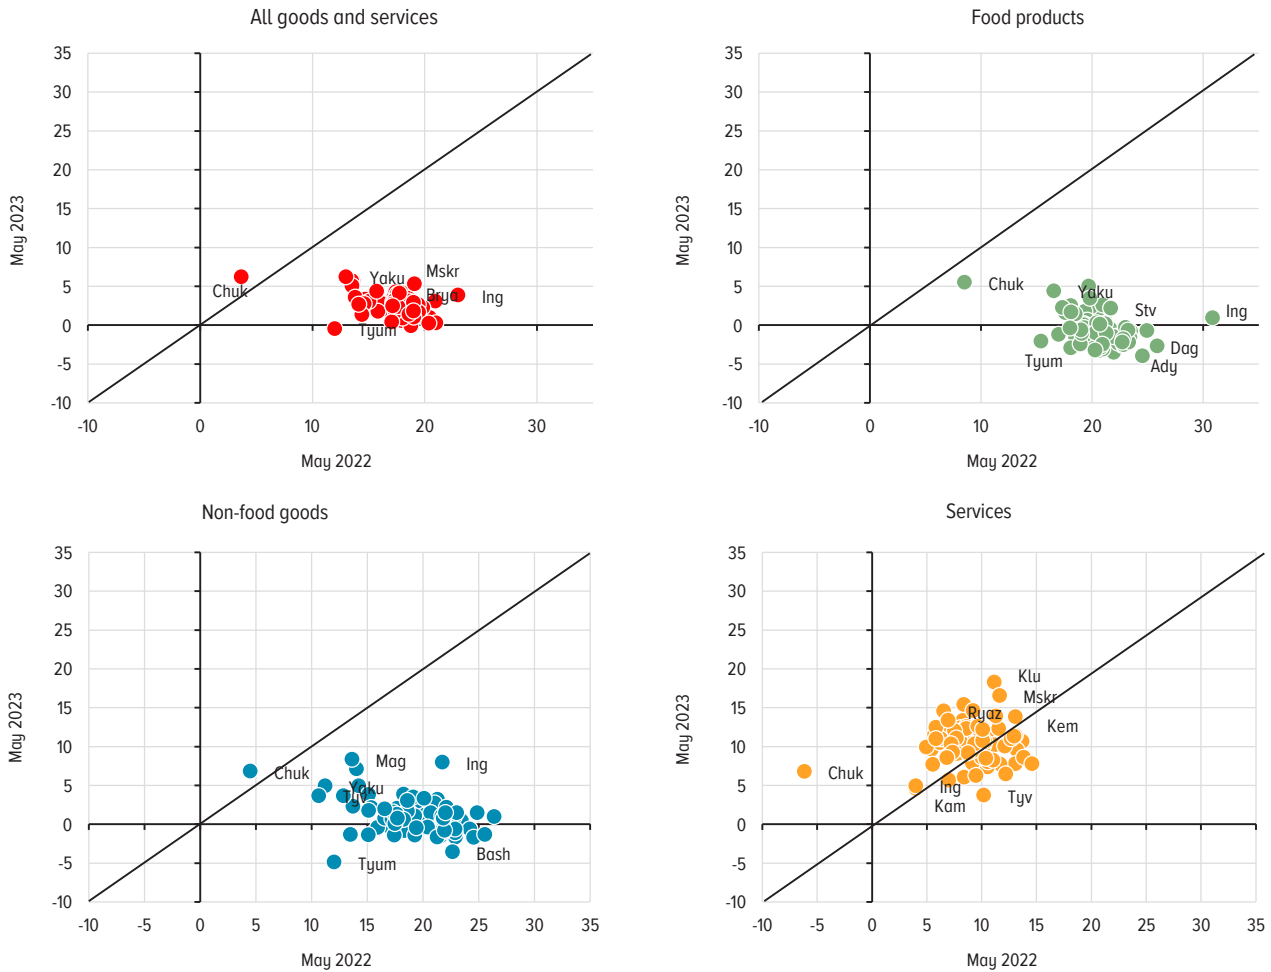 All goods and services
35
30
25
20
15
10
5
0
-5
-10
-10
0
10
20
30
May 2023
May 2022
Chuk
Yaku
Mskr
Brya
Ing
Tyum
Food products
35
30
25
20
15
10
5
0
-5
-10
-10
0
10
20
30
May 2023
May 2022
Chuk
Yaku
Stv
Ing
Dag
Ady
Tyum
Non-food goods
35
30
25
20
15
10
5
0
-5
-10
-10
-5
0
5
10
15
20
25
30
35
May 2023
May 2022
Chuk
Mag
Ing
Yaku
Tyv
Tyum
Bash
Services
35
30
25
20
15
10
5
0
-5
-10
-10
-5
0
5
10
15
20
25
30
35
May 2023
May 2022
Klu
Mskr
Ryaz
Kem
Chuk
Ing
Kam
Tyv